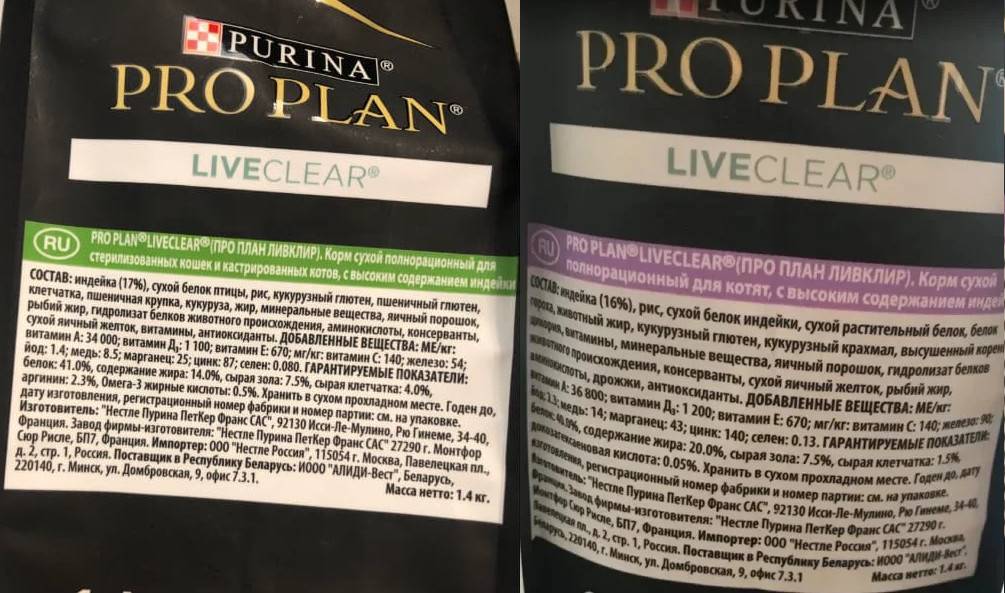 PURINA®
PRO PLAN®
LIVECLEAR®
RU
PRO PLAN®LIVECLEAR®(ПРО ПЛАН ЛИВКЛИР). Корм сухой полнорационный для
стерилизованных кошек и кастрированных котов, с высоким содержанием индейки
СОСТАВ: индейка (17%), сухой белок птицы, рис, кукурузный глютен, пшеничный глютен,
клетчатка, пшеничная крупка, кукуруза, жир, минеральные вещества, яичный порошок,
рыбий жир, гидролизат белков животного происхождения, аминокислоты, консерванты,
сухой яичный желток, витамины, антиоксиданты. ДОБАВЛЕННЫЕ ВЕЩЕСТВА: МЕ/кг:
витамин А: 34 000; витамин Д₃: 1 100; витамин Е: 670; мг/кг: витамин С: 140; железо: 54;
йод: 1.4; медь: 8.5; марганец: 25; цинк: 87; селен: 0.080. ГАРАНТИРУЕМЫЕ ПОКАЗАТЕЛИ:
белок: 41.0%, содержание жира: 14.0%, сырая зола: 7.5%, сырая клетчатка: 4.0%,
аргинин: 2.3%, Омега-3 жирные кислоты: 0.5%. Хранить в сухом прохладном месте. Годен до,
дату изготовления, регистрационный номер фабрики и номер партии: см. на упаковке.
Изготовитель: "Нестле Пурина ПетКер Франс САС", 92130 Исси-Ле-Мулино, Рю Гинеме, 34-40,
Франция. Завод фирмы-изготовителя: "Нестле Пурина ПетКер Франс САС" 27290 г. Монтфор
Сюр Рисле, БП7, Франция. Импортер: ООО "Нестле Россия", 115054 г. Москва, Павелецкая пл.,
д. 2, стр. 1, Россия. Поставщик в Республику Беларусь: ИООО "АЛИДИ-Вест", Беларусь,
220140, г. Минск, ул. Домбровская, 9, офис 7.3.1.
Масса нетто: 1.4 кг.
PURINA®
PRO PLAN®
LIVECLEAR®
RU
PRO PLAN®LIVECLEAR®(ПРО ПЛАН ЛИВКЛИР). Корм сухой
полнорационный для котят, с высоким содержанием
СОСТАВ: индейка (16%), рис, сухой белок индейки, сухой растительный белок, белок
гороха, животный жир, кукурузный глютен, кукурузный крахмал, высушенный
цикория, витамины, минеральные вещества, яичный порошок, гидролизат белков
животного происхождения, консерванты, сухой яичный желток, рыбий жир,
аминокислоты, дрожжи, антиоксиданты. ДОБАВЛЕННЫЕ ВЕЩЕСТВА: МЕ/кг:
витамин А: 36 800; витамин Д₃: 1 200; витамин Е: 670; мг/кг: витамин С: 140; железо: 90;
медь: 14; марганец: 43; цинк: 140; селен: 0.13. ГАРАНТИРУЕМЫЕ ПОКАЗАТЕЛИ:
содержание жира: 20.0%, сырая зола: 7.5%, сырая клетчатка: 1.5%,
докозагексаеновая кислота: 0.05%. Хранить в сухом прохладном месте. Годен до, дату
изготовления, регистрационный номер фабрики и номер партии: см. на упаковке.
Изготовитель: "Нестле Пурина ПетКер Франс САС", 92130 Исси-Ле-Мулино, Рю Гинеме, 34-40,
Франция. Завод фирмы-изготовителя: "Нестле Пурина ПетКер Франс САС" 27290 г.
Монтфор Сюр Рисле, БП7, Франция. Импортер: ООО "Нестле Россия", 115054 г. Москва,
Павелецкая пл., д. 2, стр. 1, Россия. Поставщик в Республику Беларусь: ИООО "АЛИДИ-Вест",
Беларусь, 220140, г. Минск, ул. Домбровская, 9, офис 7.3.1
Масса нетто: 1.4 кг.